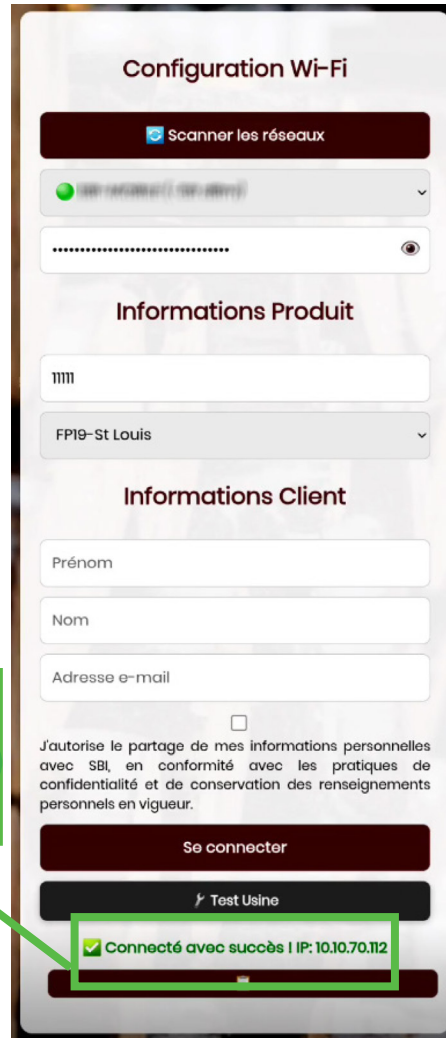 Configuration Wi-Fi
Scanner les réseaux
Informations Produit
11111
FP19-St Louis
Informations Client
Prénom
Nom
Adresse e-mail
J'autorise le partage de mes informations personnelles
avec SBI, en conformité avec les pratiques de
confidentialité et de conservation des renseignements
personnels en vigueur.
Se connecter
Test Usine
Connecté avec succès ! IP: 10.10.70.112